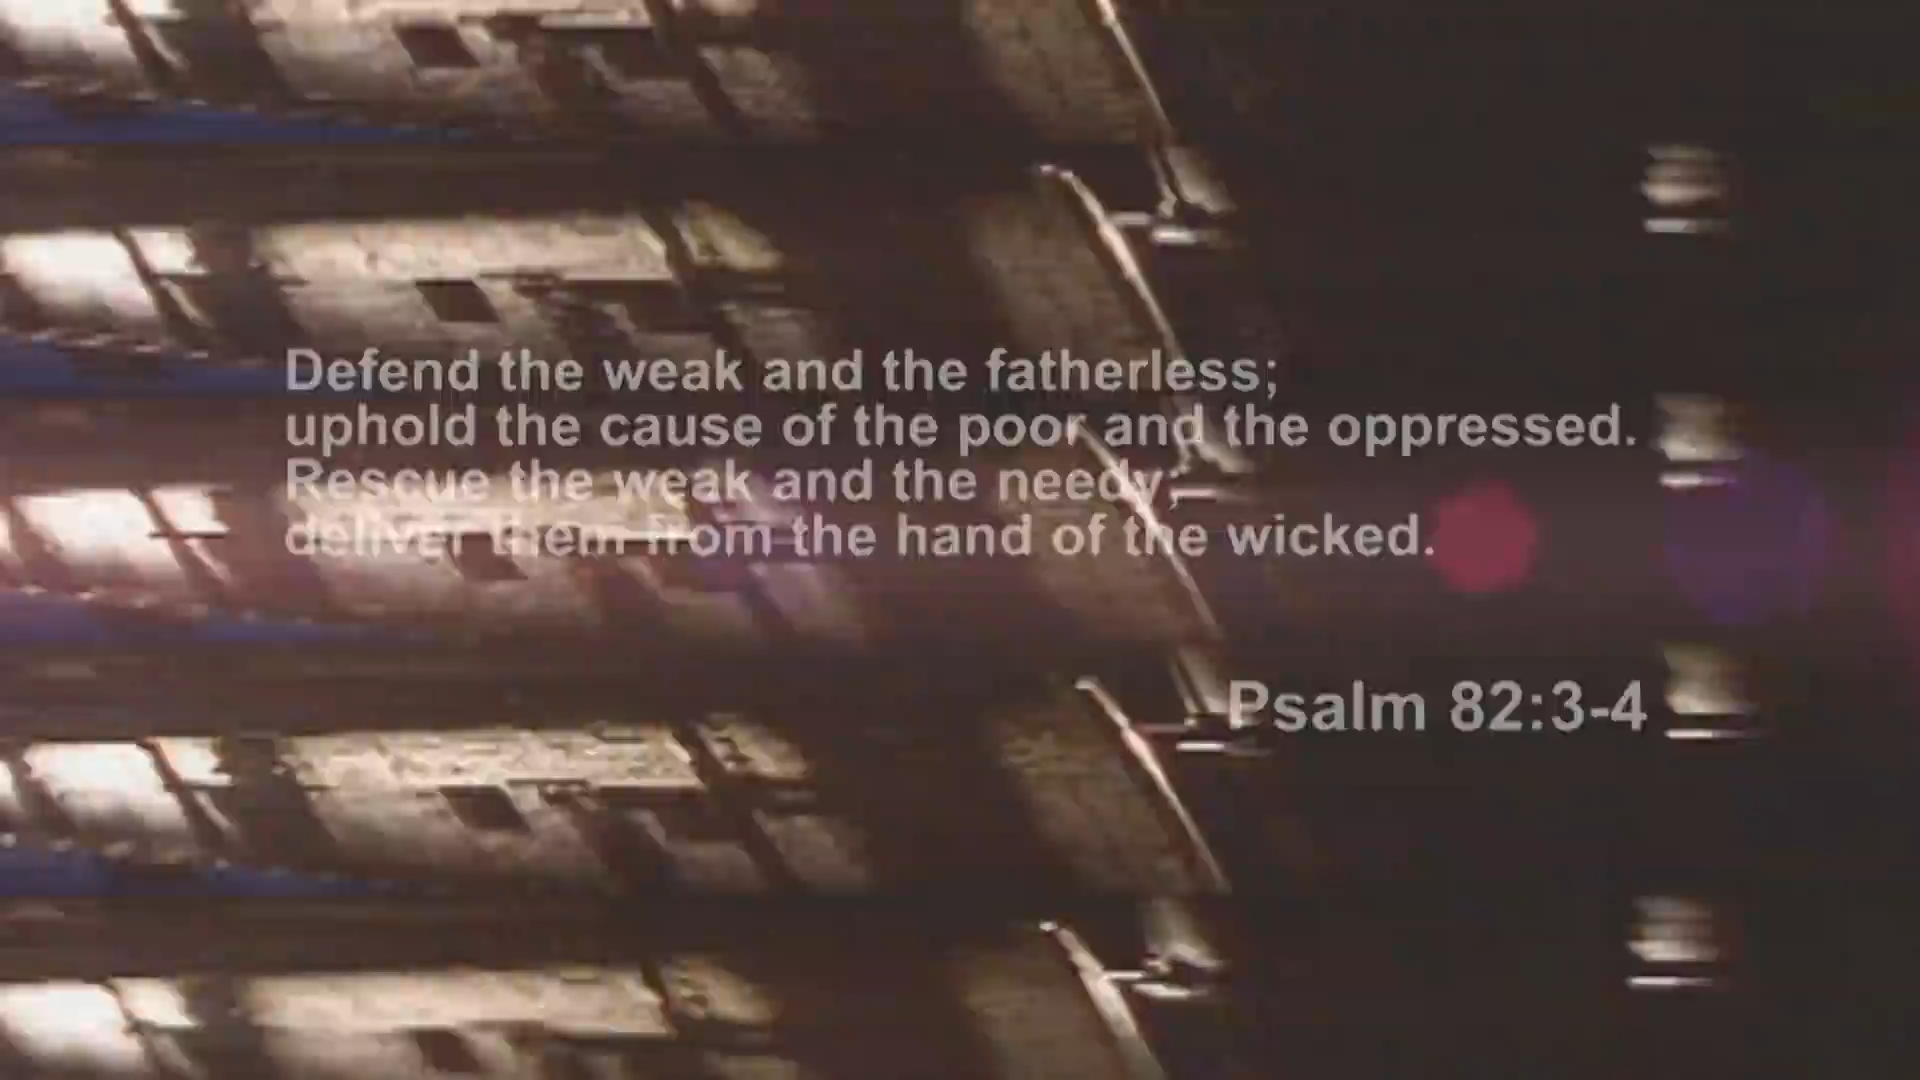 Defend the weak and the fatherless;
uphold the cause of the poor and the oppressed.
Rescue the weak and the needy;
deliver them from the hand of the wicked.
Psalm 82:3-4